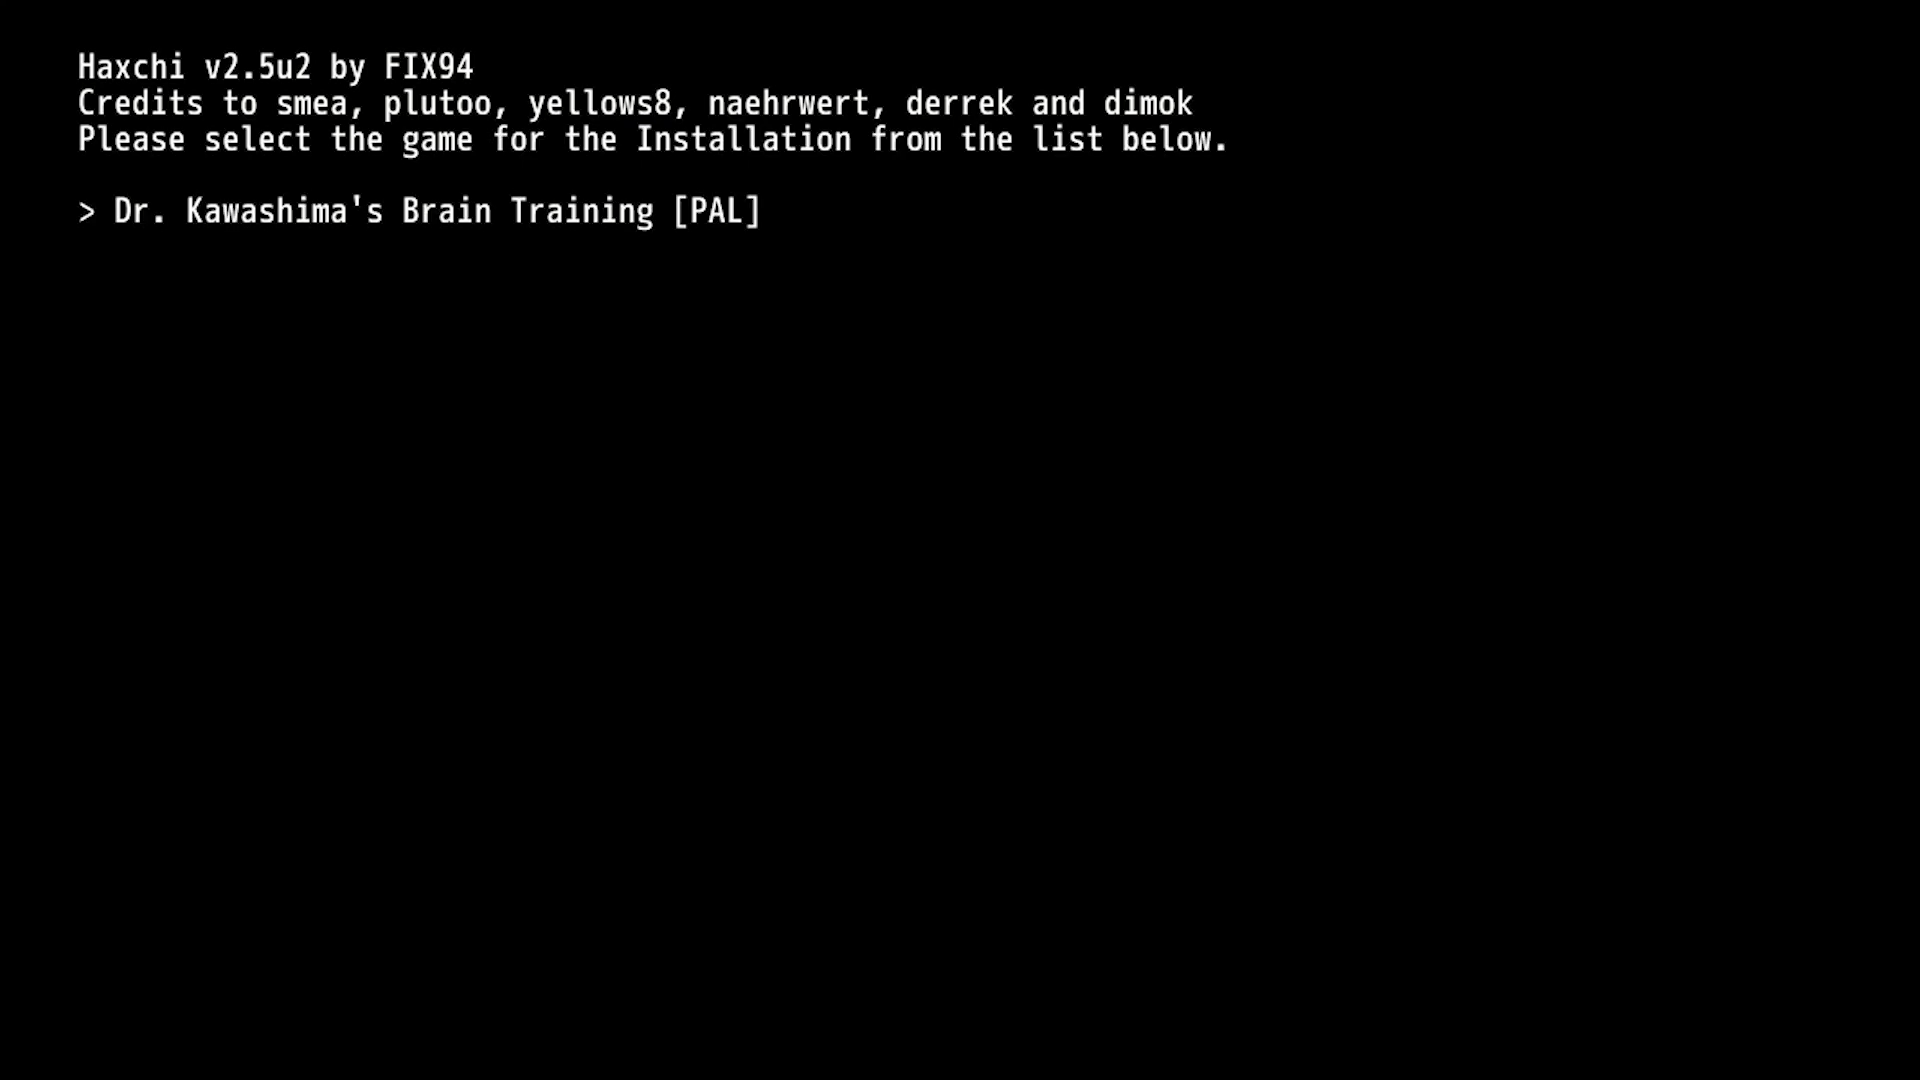 Haxchi v2.5u2 by FIX94
Credits to smea, plutoo, yellows8, naehrwert, derrek and dimok
Please select the game for the Installation from the list below.
> Dr. Kawashima's Brain Training [PAL]